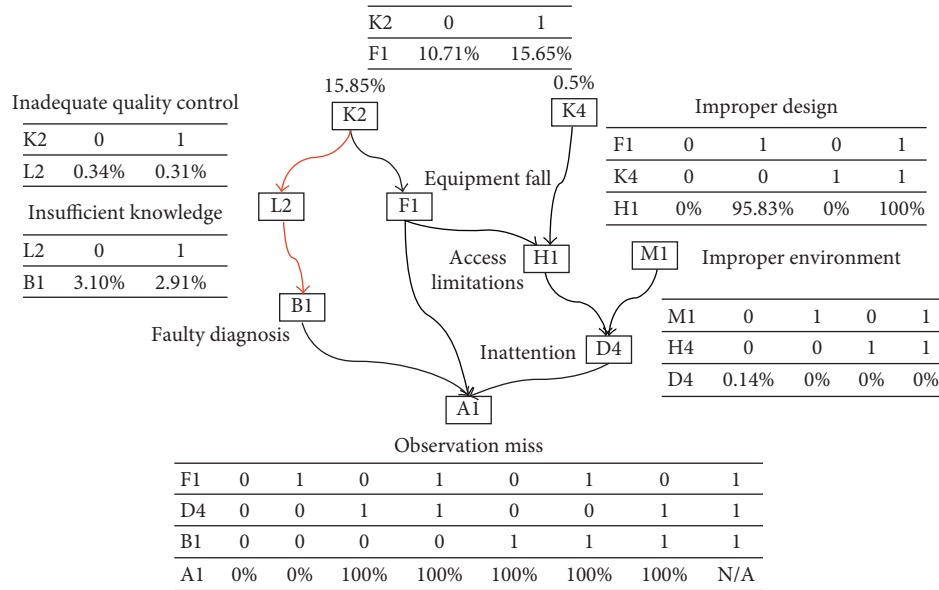 K2 0 1
F1 10.71% 15.65%
15.85%
0.5%
Inadequate quality control
K2
K4
Improper design
K2 0 1
L2 0.34% 0.31%
F1 0 1 0 1
K4 0 0 1 1
H1 0% 95.83% 0% 100%
Equipment fall
Insufficient knowledge
L2
F1
L2 0 1
B1 3.10% 2.91%
Access
limitations
H1
M1
Improper environment
B1
Faulty diagnosis
M1 0 1 0 1
H4 0 0 1 1
D4 0.14% 0% 0% 0%
Inattention
D4
A1
Observation miss
F1 0 1 0 1 0 1 0 1
D4 0 0 1 1 0 0 1 1
B1 0 0 0 0 1 1 1 1
A1 0% 0% 100% 100% 100% 100% 100% N/A